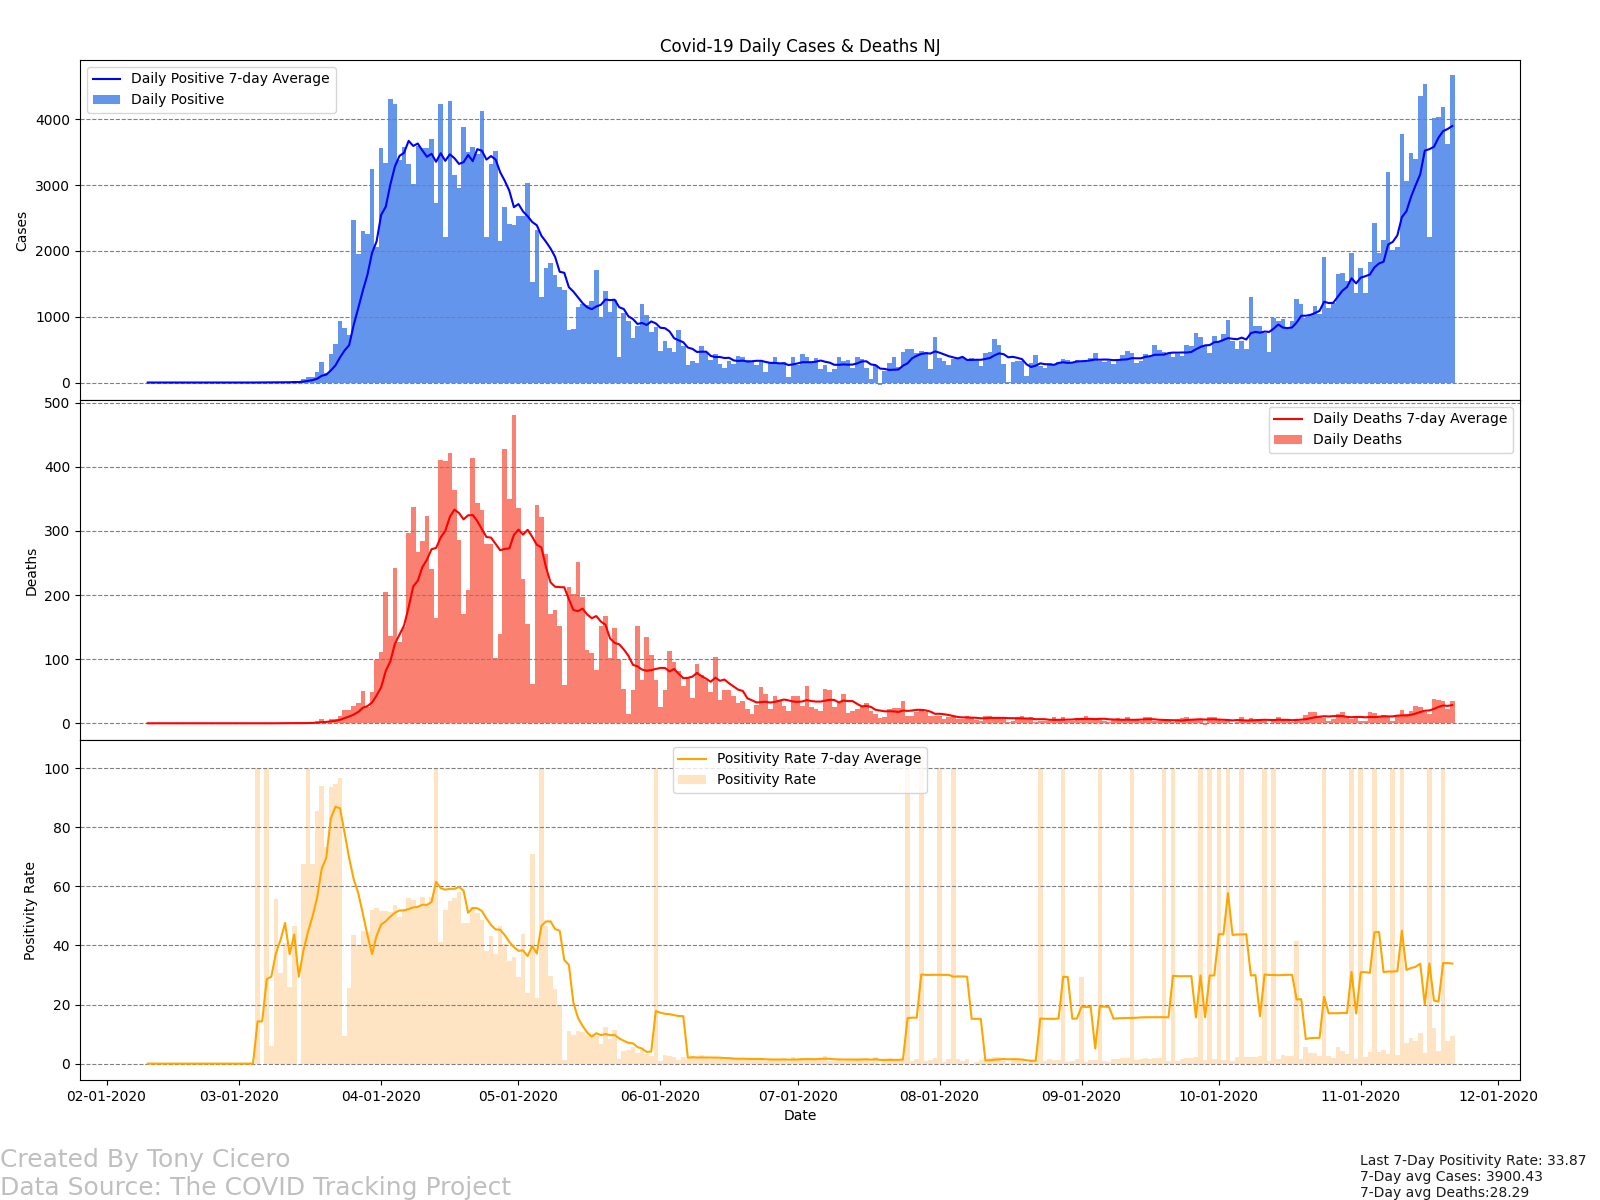 Covid-19 Daily Cases & Deaths NJ
Daily Positive 7-day Average
Daily Positive
4000
3000
2000
1000
0
Cases
Daily Deaths 7-day Average
Daily Deaths
500
400
300
200
100
0
Deaths
Positivity Rate 7-day Average
Positivity Rate
100
80
60
40
20
0
Positivity Rate
02-01-2020 03-01-2020 04-01-2020 05-01-2020 06-01-2020 07-01-2020 08-01-2020 09-01-2020 10-01-2020 11-01-2020 12-01-2020
Date
Created By Tony Cicero
Data Source: The COVID Tracking Project
Last 7-Day Positivity Rate: 33.87
7-Day avg Cases: 3900.43
7-Day avg Deaths:28.29